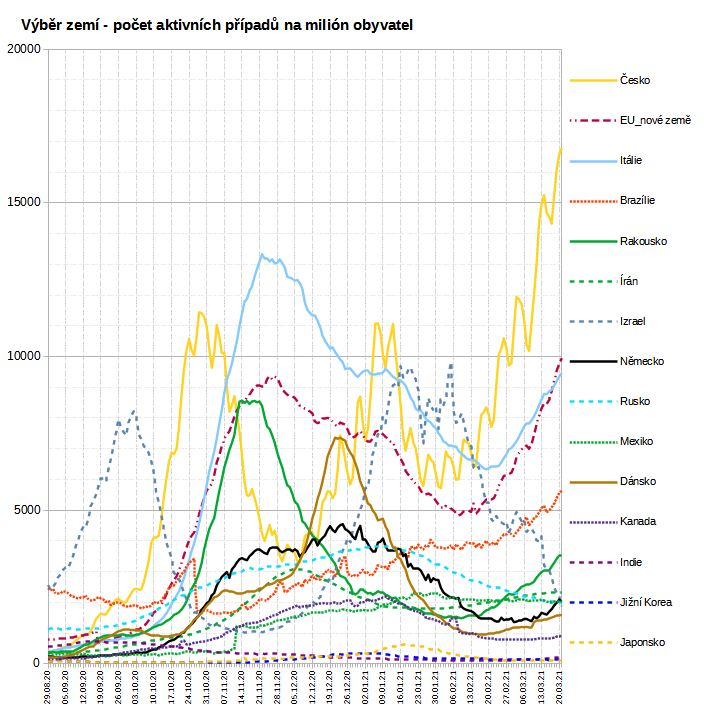 Výběr zemí - počet aktivních případů na milión obyvatel
20000
15000
10000
5000
0
Česko
EU_nové země
Itálie
Brazílie
Rakousko
Írán
Izrael
Německo
Rusko
Mexiko
Dánsko
Kanada
Indie
Jižní Korea
Japonsko
29.08.20
05.09.20
12.09.20
19.09.20
26.09.20
03.10.20
10.10.20
17.10.20
24.10.20
31.10.20
07.11.20
14.11.20
21.11.20
28.11.20
05.12.20
12.12.20
19.12.20
26.12.20
02.01.21
09.01.21
16.01.21
23.01.21
30.01.21
06.02.21
13.02.21
20.02.21
27.02.21
06.03.21
13.03.21
20.03.21